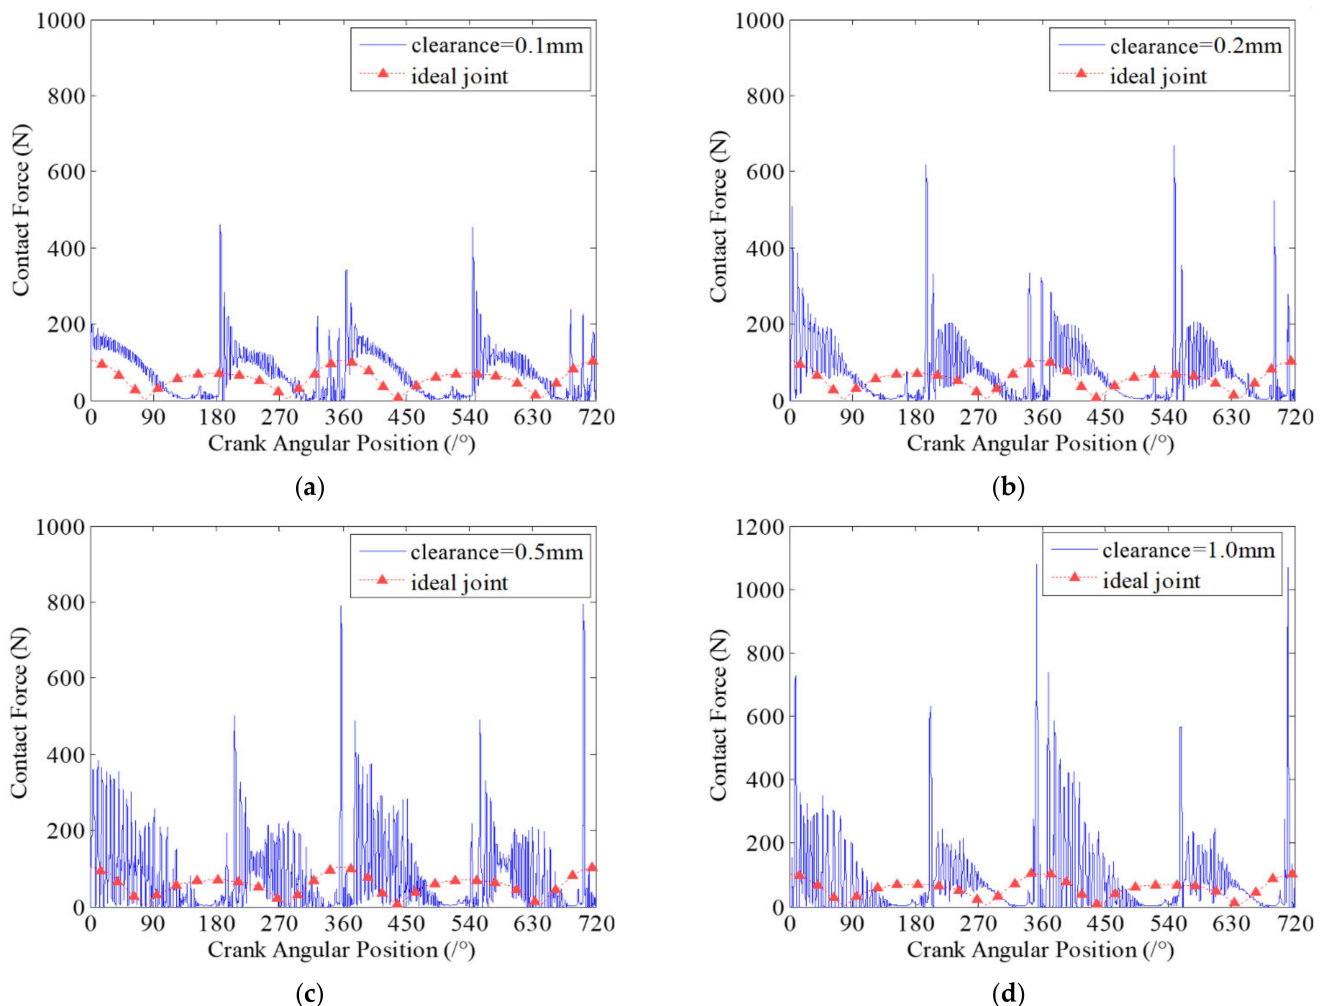 1000
800
600
400
200
0
Contact Force (N)
clearance=0.1mm
ideal joint
0 90 180 270 360 450 540 630 720
Crank Angular Position (/°)
(a)
1000
800
600
400
200
0
Contact Force (N)
clearance=0.2mm
ideal joint
0 90 180 270 360 450 540 630 720
Crank Angular Position (/°)
(b)
1000
800
600
400
200
0
Contact Force (N)
clearance=0.5mm
ideal joint
0 90 180 270 360 450 540 630 720
Crank Angular Position (/°)
(c)
1200
1000
800
600
400
200
0
Contact Force (N)
clearance=1.0mm
ideal joint
0 90 180 270 360 450 540 630 720
Crank Angular Position (/°)
(d)